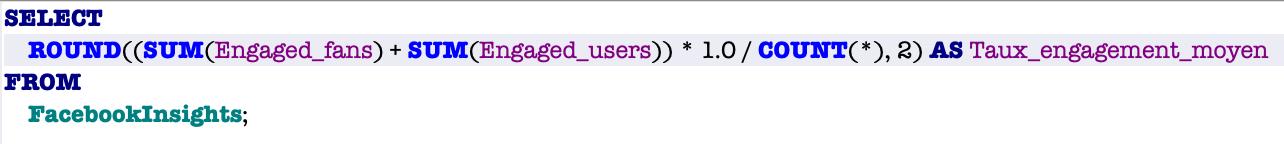 SELECT
ROUND((SUM(Engaged_fans) + SUM(Engaged_users)) * 1.0 / COUNT(*), 2) AS Taux_engagement_moyen
FROM
FacebookInsights;